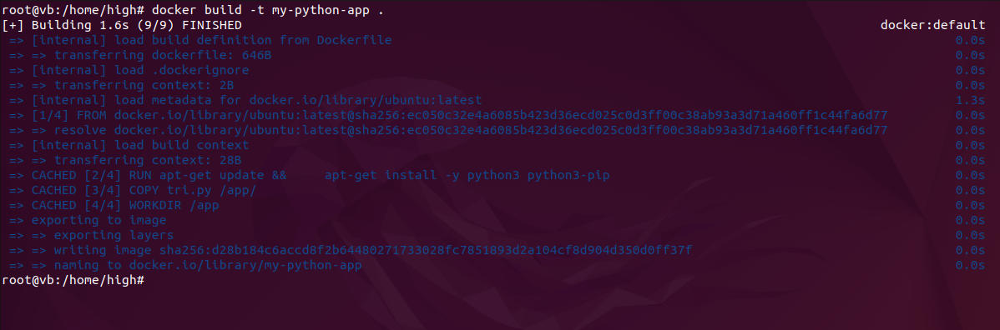 root@vb:/home/high# docker build -t my-python-app .
[+] Building 1.6s (9/9) FINISHED docker:default
=> [internal] load build definition from Dockerfile 0.0s
=> => transferring dockerfile: 646B 0.0s
=> [internal] load .dockerignore 0.0s
=> => transferring context: 2B 0.0s
=> [internal] load metadata for docker.io/library/ubuntu:latest 1.3s
=> [1/4] FROM docker.io/library/ubuntu:latest@sha256:ec050c32e4a6085b423d36ecd025c0d3ff00c38ab93a3d71a460ff1c44fa6d77 0.0s
=> => resolve docker.io/library/ubuntu:latest@sha256:ec050c32e4a6085b423d36ecd025c0d3ff00c38ab93a3d71a460ff1c44fa6d77 0.0s
=> [internal] load build context 0.0s
=> => transferring context: 28B 0.0s
=> CACHED [2/4] RUN apt-get update &&     apt-get install -y python3 python3-pip 0.0s
=> CACHED [3/4] COPY tri.py /app/ 0.0s
=> CACHED [4/4] WORKDIR /app 0.0s
=> exporting to image 0.0s
=> => exporting layers 0.0s
=> => writing image sha256:d28b184c6accd8f2b64480271733028fc7851893d2a104cf8d904d350d0ff37f 0.0s
=> => naming to docker.io/library/my-python-app 0.0s
root@vb:/home/high#